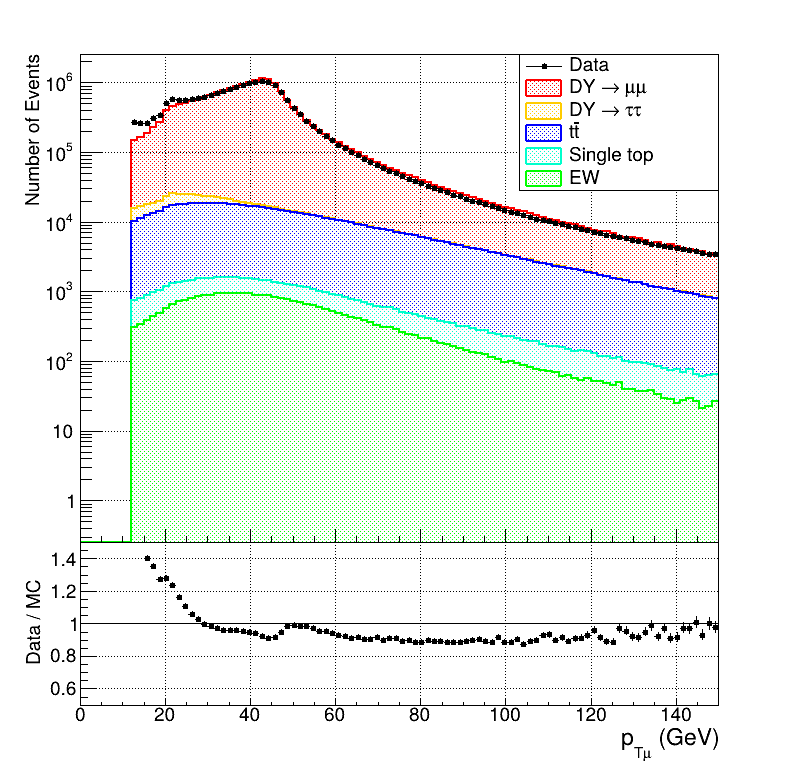 Number of Events
10⁶
10⁵
10⁴
10³
10²
10
1
Data
DY → μμ
DY → ττ
tt̄
Single top
EW
Data / MC
1.4
1.2
1
0.8
0.6
0 20 40 60 80 100 120 140
p_Tμ (GeV)